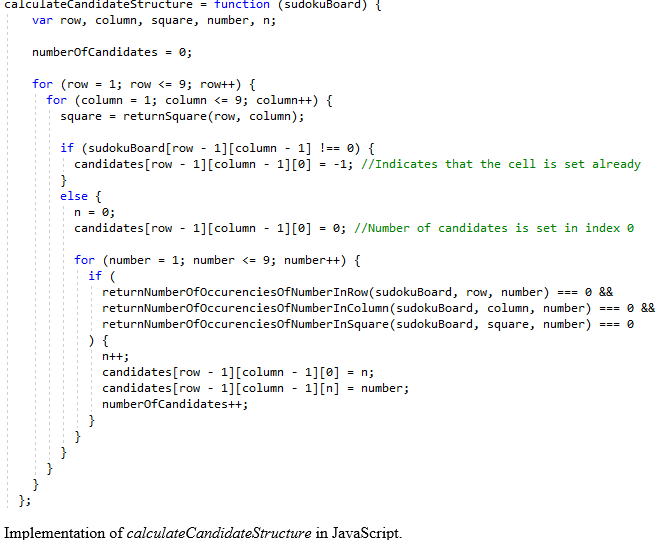 calculateCandidateStructure = function (sudokuBoard) {
var row, column, square, number, n;
numberOfCandidates = 0;
for (row = 1; row <= 9; row++) {
for (column = 1; column <= 9; column++) {
square = returnSquare(row, column);
if (sudokuBoard[row - 1][column - 1] !== 0) {
candidates[row - 1][column - 1][0] = -1; //Indicates that the cell is set already
}
else {
n = 0;
candidates[row - 1][column - 1][0] = 0; //Number of candidates is set in index 0
for (number = 1; number <= 9; number++) {
if (
returnNumberOfOccurenciesOfNumberInRow(sudokuBoard, row, number) === 0 &&
returnNumberOfOccurenciesOfNumberInColumn(sudokuBoard, column, number) === 0 &&
returnNumberOfOccurenciesOfNumberInSquare(sudokuBoard, square, number) === 0
) {
n++;
candidates[row - 1][column - 1][0] = n;
candidates[row - 1][column - 1][n] = number;
numberOfCandidates++;
}
}
}
}
}
};
Implementation of calculateCandidateStructure in JavaScript.